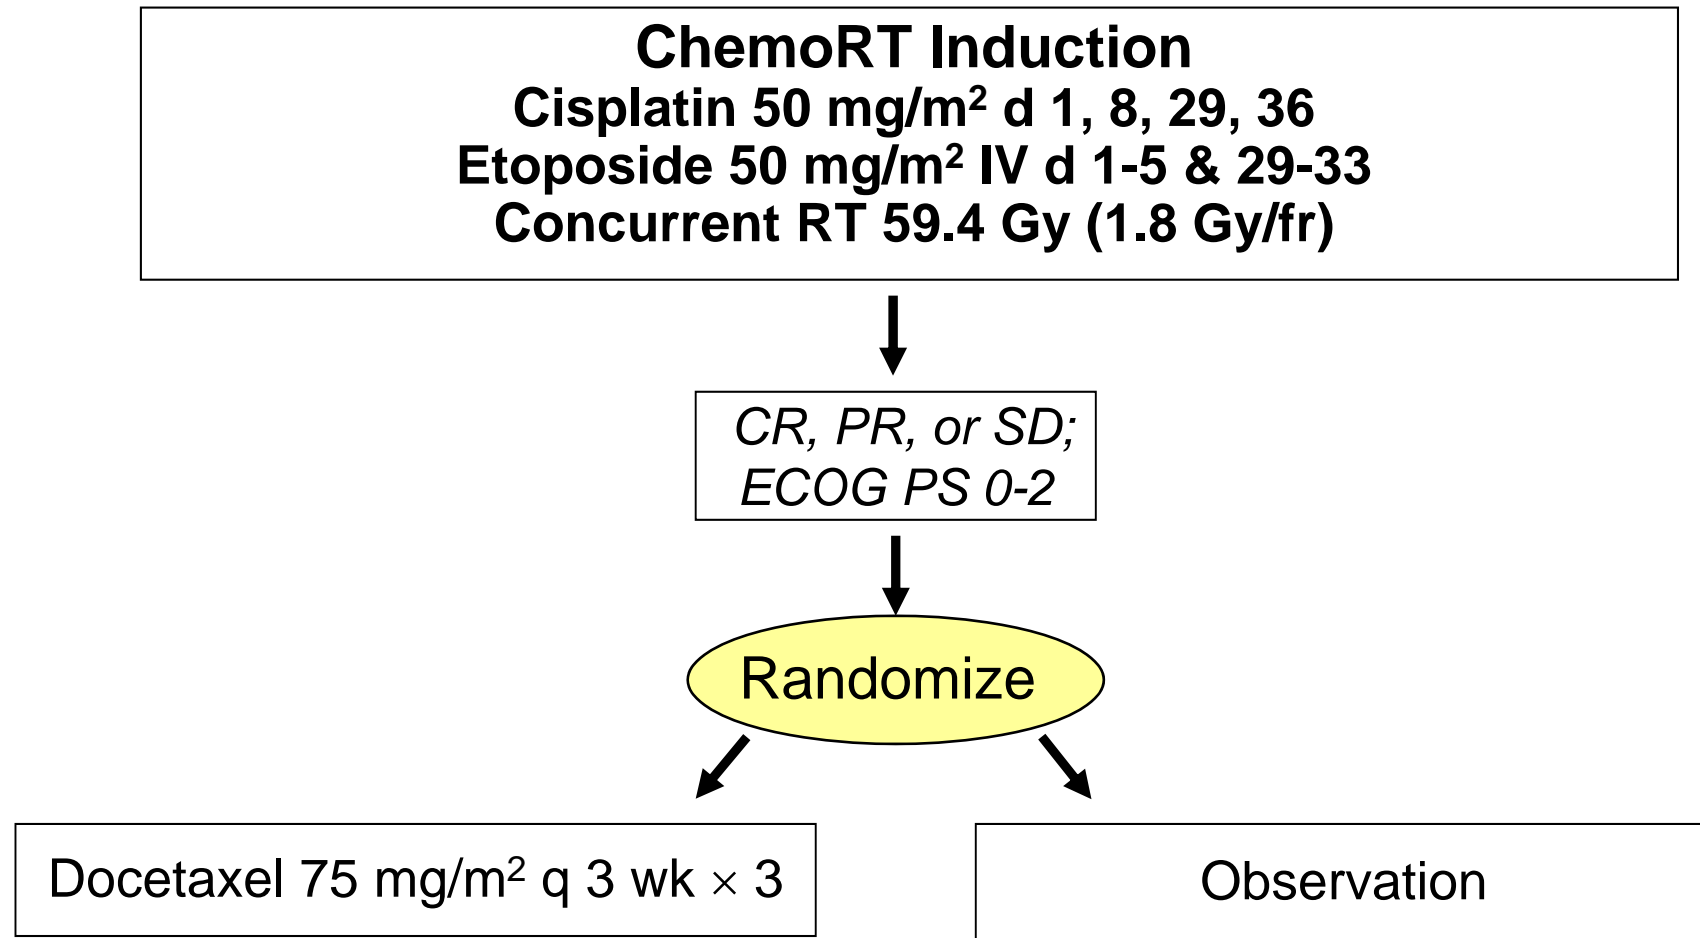 ChemoRT Induction
Cisplatin 50 mg/m² d 1, 8, 29, 36
Etoposide 50 mg/m² IV d 1-5 & 29-33
Concurrent RT 59.4 Gy (1.8 Gy/fr)
CR, PR, or SD;
ECOG PS 0-2
Randomize
Docetaxel 75 mg/m² q 3 wk × 3
Observation